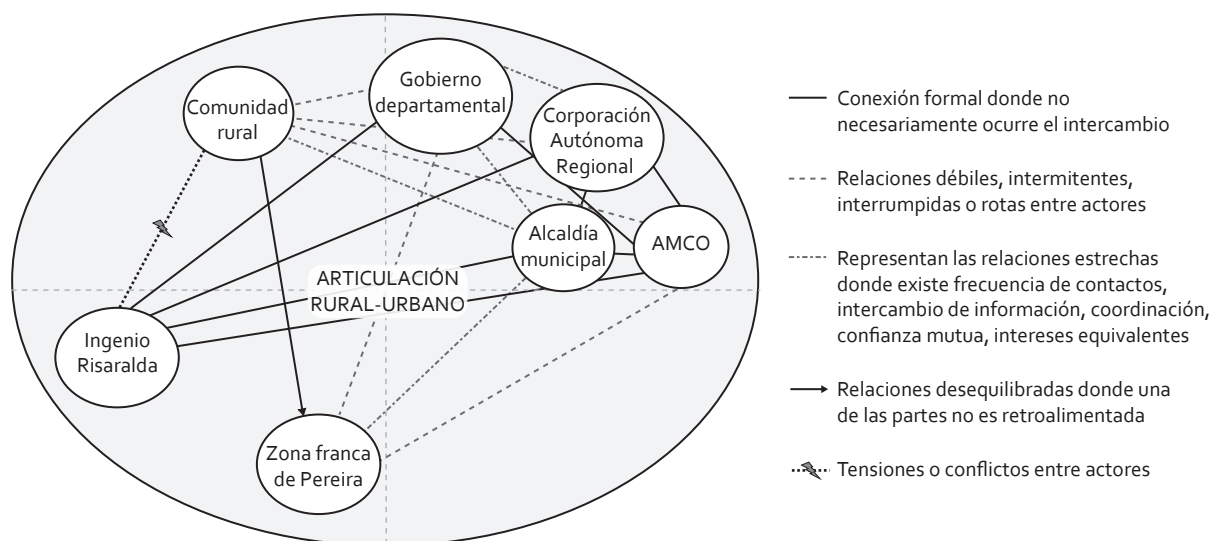 Comunidad
rural
Gobierno
departamental
Corporación
Autónoma
Regional
Alcaldía
municipal
AMCO
ARTICULACIÓN
RURAL-URBANO
Ingenio
Risaralda
Zona franca
de Pereira
Conexión formal donde no
necesariamente ocurre el intercambio
Relaciones débiles, intermitentes,
interrumpidas o rotas entre actores
Representan las relaciones estrechas
donde existe frecuencia de contactos,
intercambio de información, coordinación,
confianza mutua, intereses equivalentes
Relaciones desequilibradas donde una
de las partes no es retroalimentada
Tensiones o conflictos entre actores